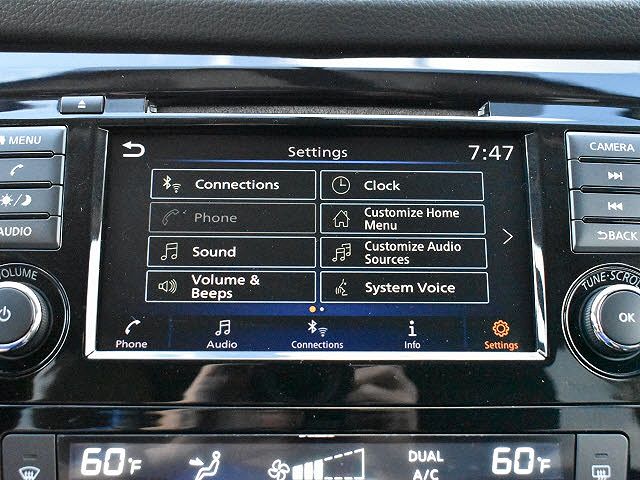 MENU
CAMERA
Settings
7:47
Connections
Clock
Phone
Customize Home
Menu
AUDIO
BACK
Sound
Customize Audio
Sources
Volume &
Beeps
System Voice
VOLUME
TUNE·SCROLL
OK
Phone
Audio
Connections
Info
Settings
60°F
DUAL
A/C
60°F